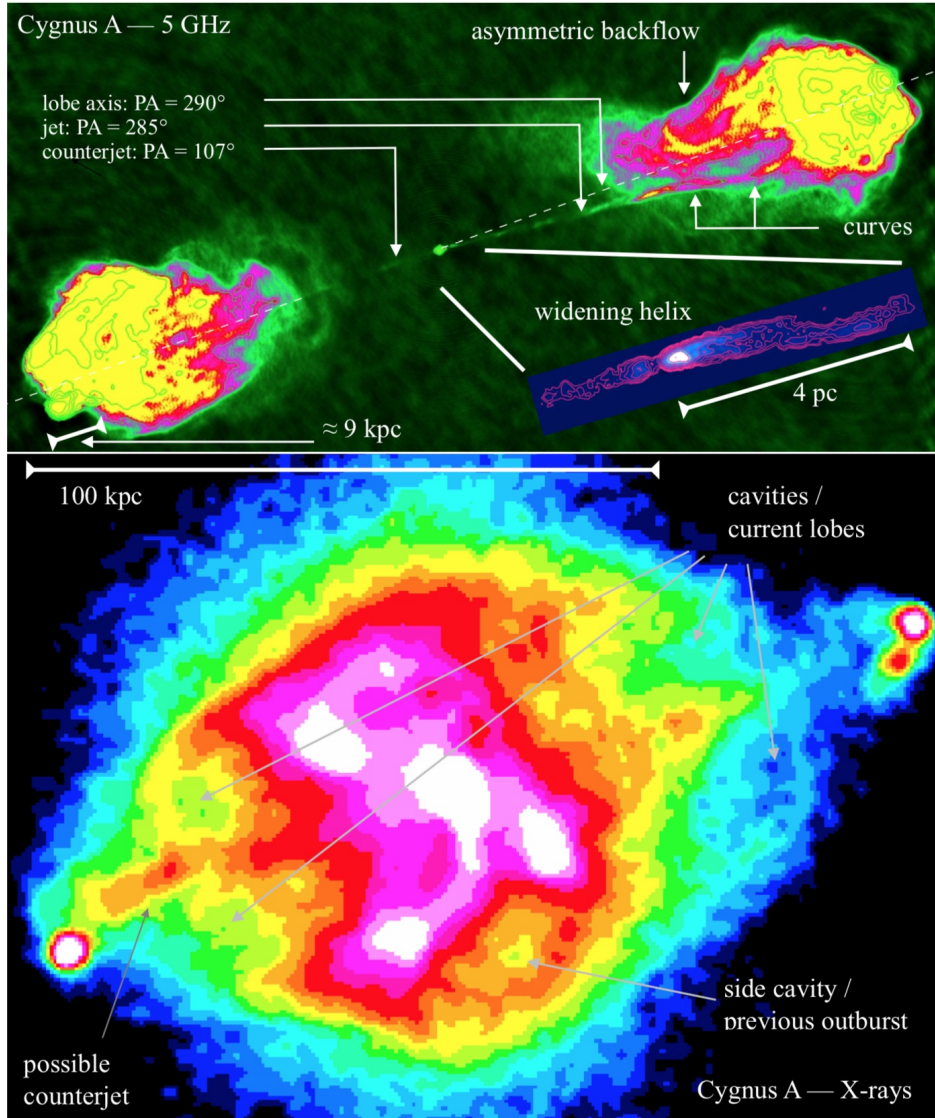 Cygnus A — 5 GHz
asymmetric backflow
lobe axis: PA = 290°
jet: PA = 285°
counterjet: PA = 107°
curves
widening helix
4 pc
≈ 9 kpc
100 kpc
cavities /
current lobes
side cavity /
previous outburst
possible
counterjet
Cygnus A — X-rays